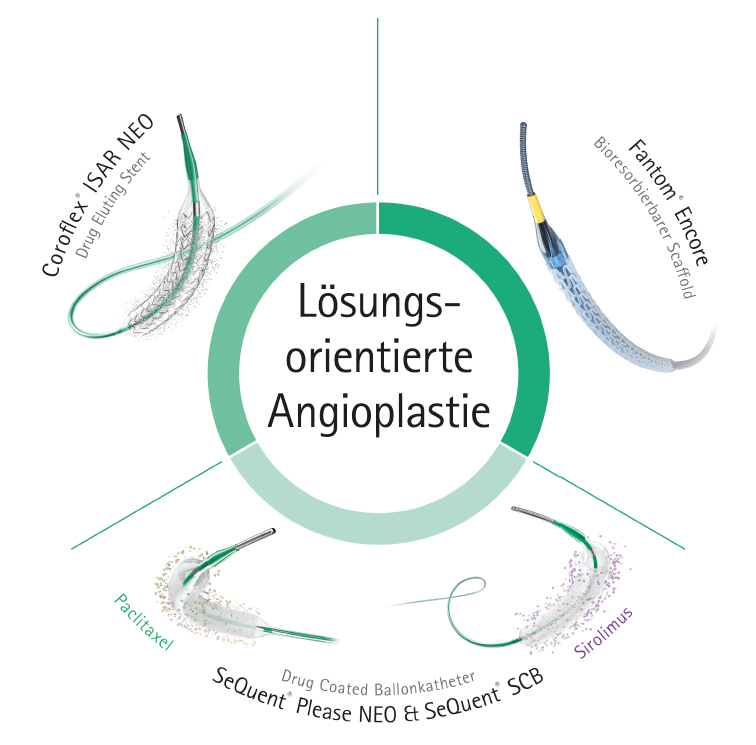 Coroflex® ISAR NEO
Drug Eluting Stent
Fantom® Encore
Bioresorbierbarer Scaffold
Lösungs-
orientierte
Angioplastie
Paclitaxel
Sirolimus
Drug Coated Ballonkatheter
SeQuent® Please NEO & SeQuent® SCB